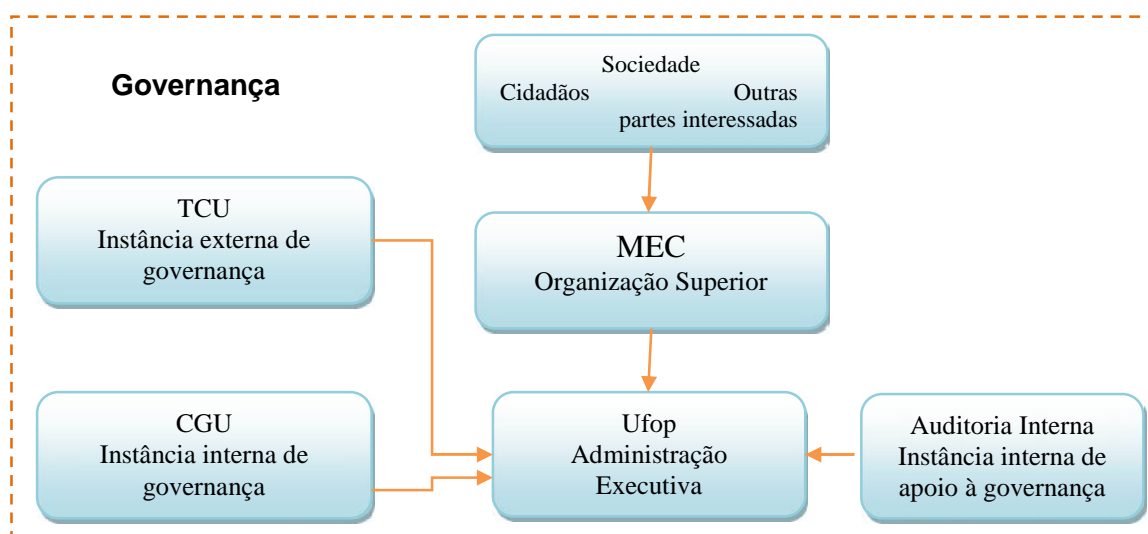 Governança
Sociedade
Cidadãos Outras
partes interessadas
TCU
Instância externa de
governança
MEC
Organização Superior
CGU
Instância interna de
governança
Ufop
Administração
Executiva
Auditoria Interna
Instância interna de
apoio à governança